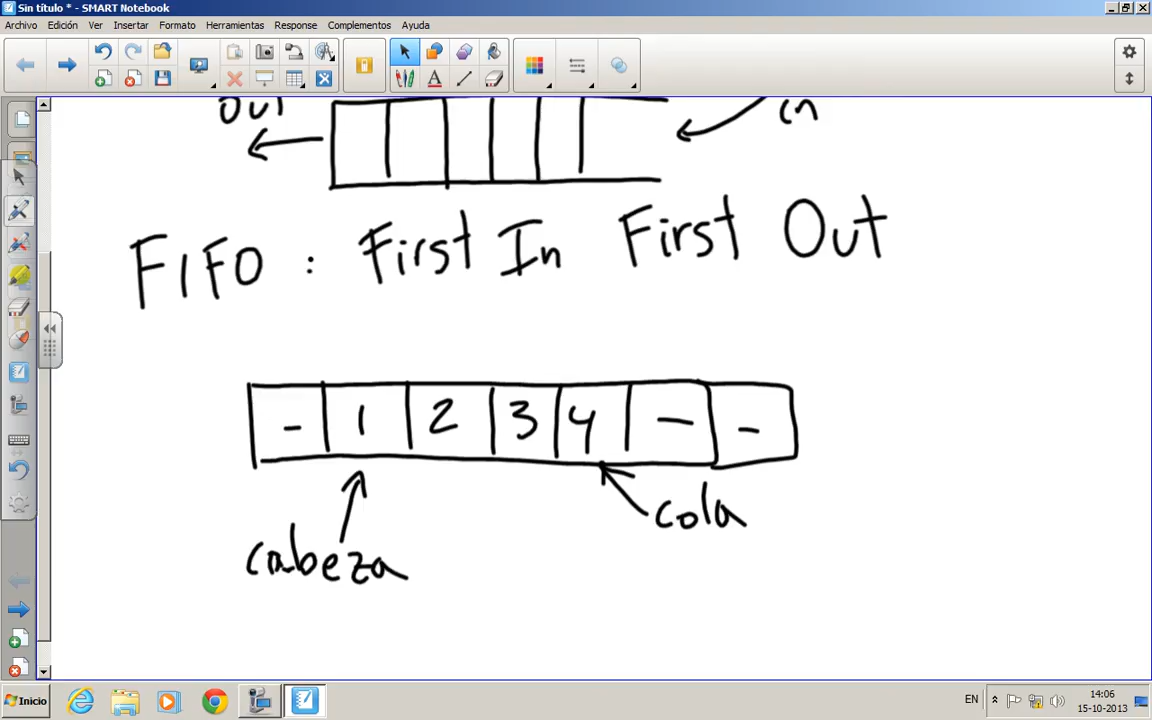 Sin título * - SMART Notebook
Archivo Edición Ver Insertar Formato Herramientas Response Complementos Ayuda
out in
FIFO : First In First Out
- 1 2 3 4 - -
cabeza cola
Inicio EN 14:06
15-10-2013